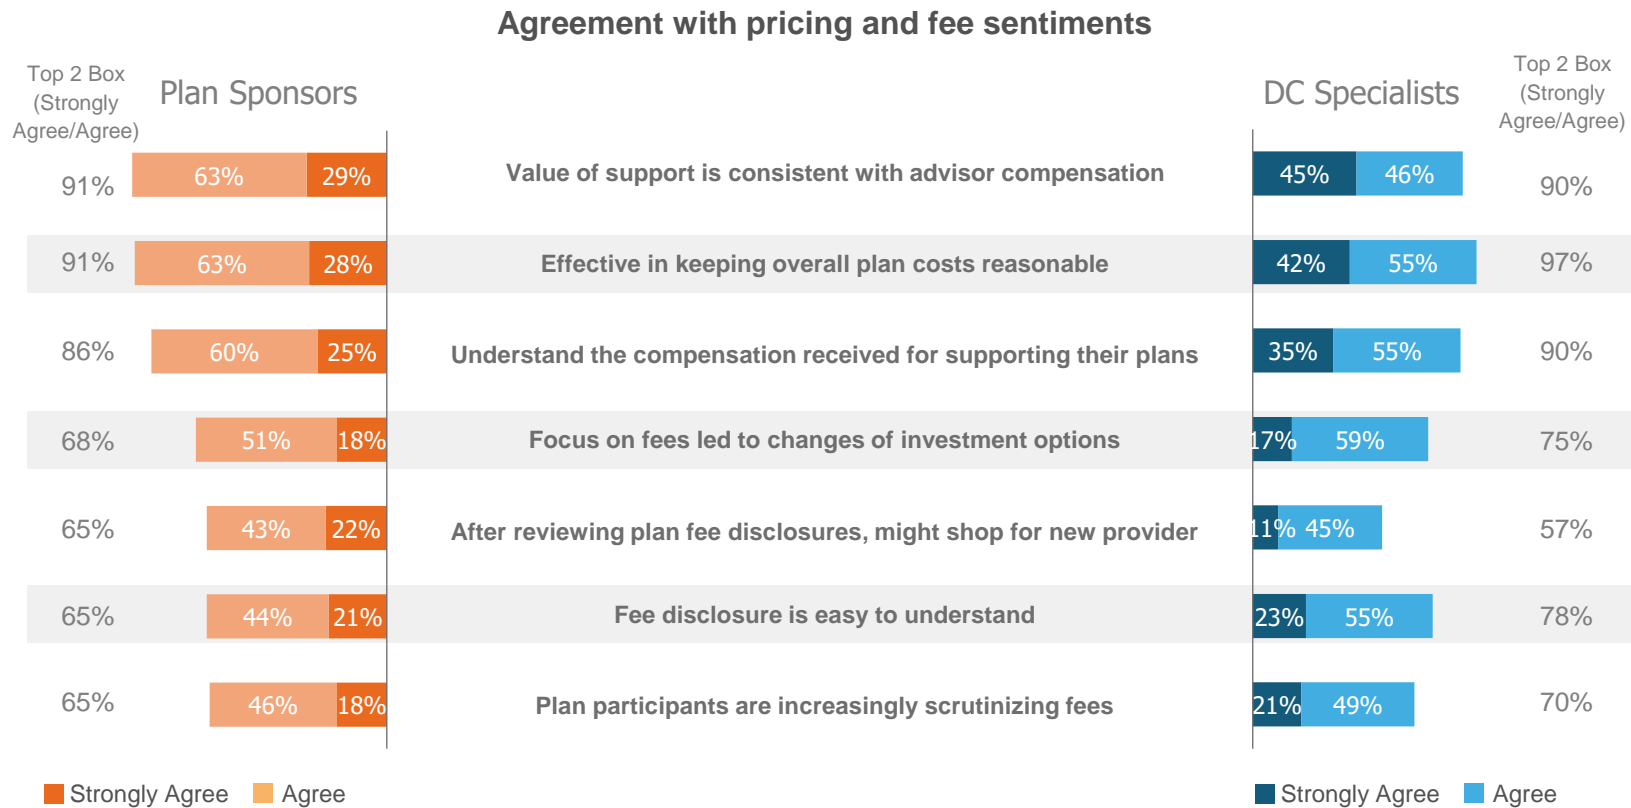 Agreement with pricing and fee sentiments
Top 2 Box
(Strongly
Agree/Agree)
Plan Sponsors
DC Specialists
Top 2 Box
(Strongly
Agree/Agree)
91% 63% 29% Value of support is consistent with advisor compensation 45% 46% 90%
91% 63% 28% Effective in keeping overall plan costs reasonable 42% 55% 97%
86% 60% 25% Understand the compensation received for supporting their plans 35% 55% 90%
68% 51% 18% Focus on fees led to changes of investment options 17% 59% 75%
65% 43% 22% After reviewing plan fee disclosures, might shop for new provider 11% 45% 57%
65% 44% 21% Fee disclosure is easy to understand 23% 55% 78%
65% 46% 18% Plan participants are increasingly scrutinizing fees 21% 49% 70%
Strongly Agree Agree Strongly Agree Agree